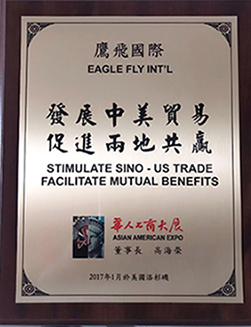 鷹飛國際
EAGLE FLY INT'L
發展中美貿易
促進兩地共贏
STIMULATE SINO - US TRADE
FACILITATE MUTUAL BENEFITS
華人工商大展
ASIAN AMERICAN EXPO
董事長 高海榮
2017年1月於美國洛杉磯